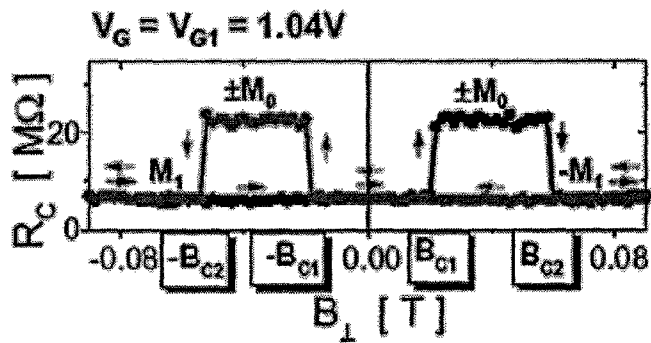 V_G = V_G1 = 1.04V
±M_0 ±M_0
20
M_1 -M_1
R_C [ MΩ ]
0
-0.08 -B_C2 -B_C1 0.00 B_C1 B_C2 0.08
B_⊥ [ T ]